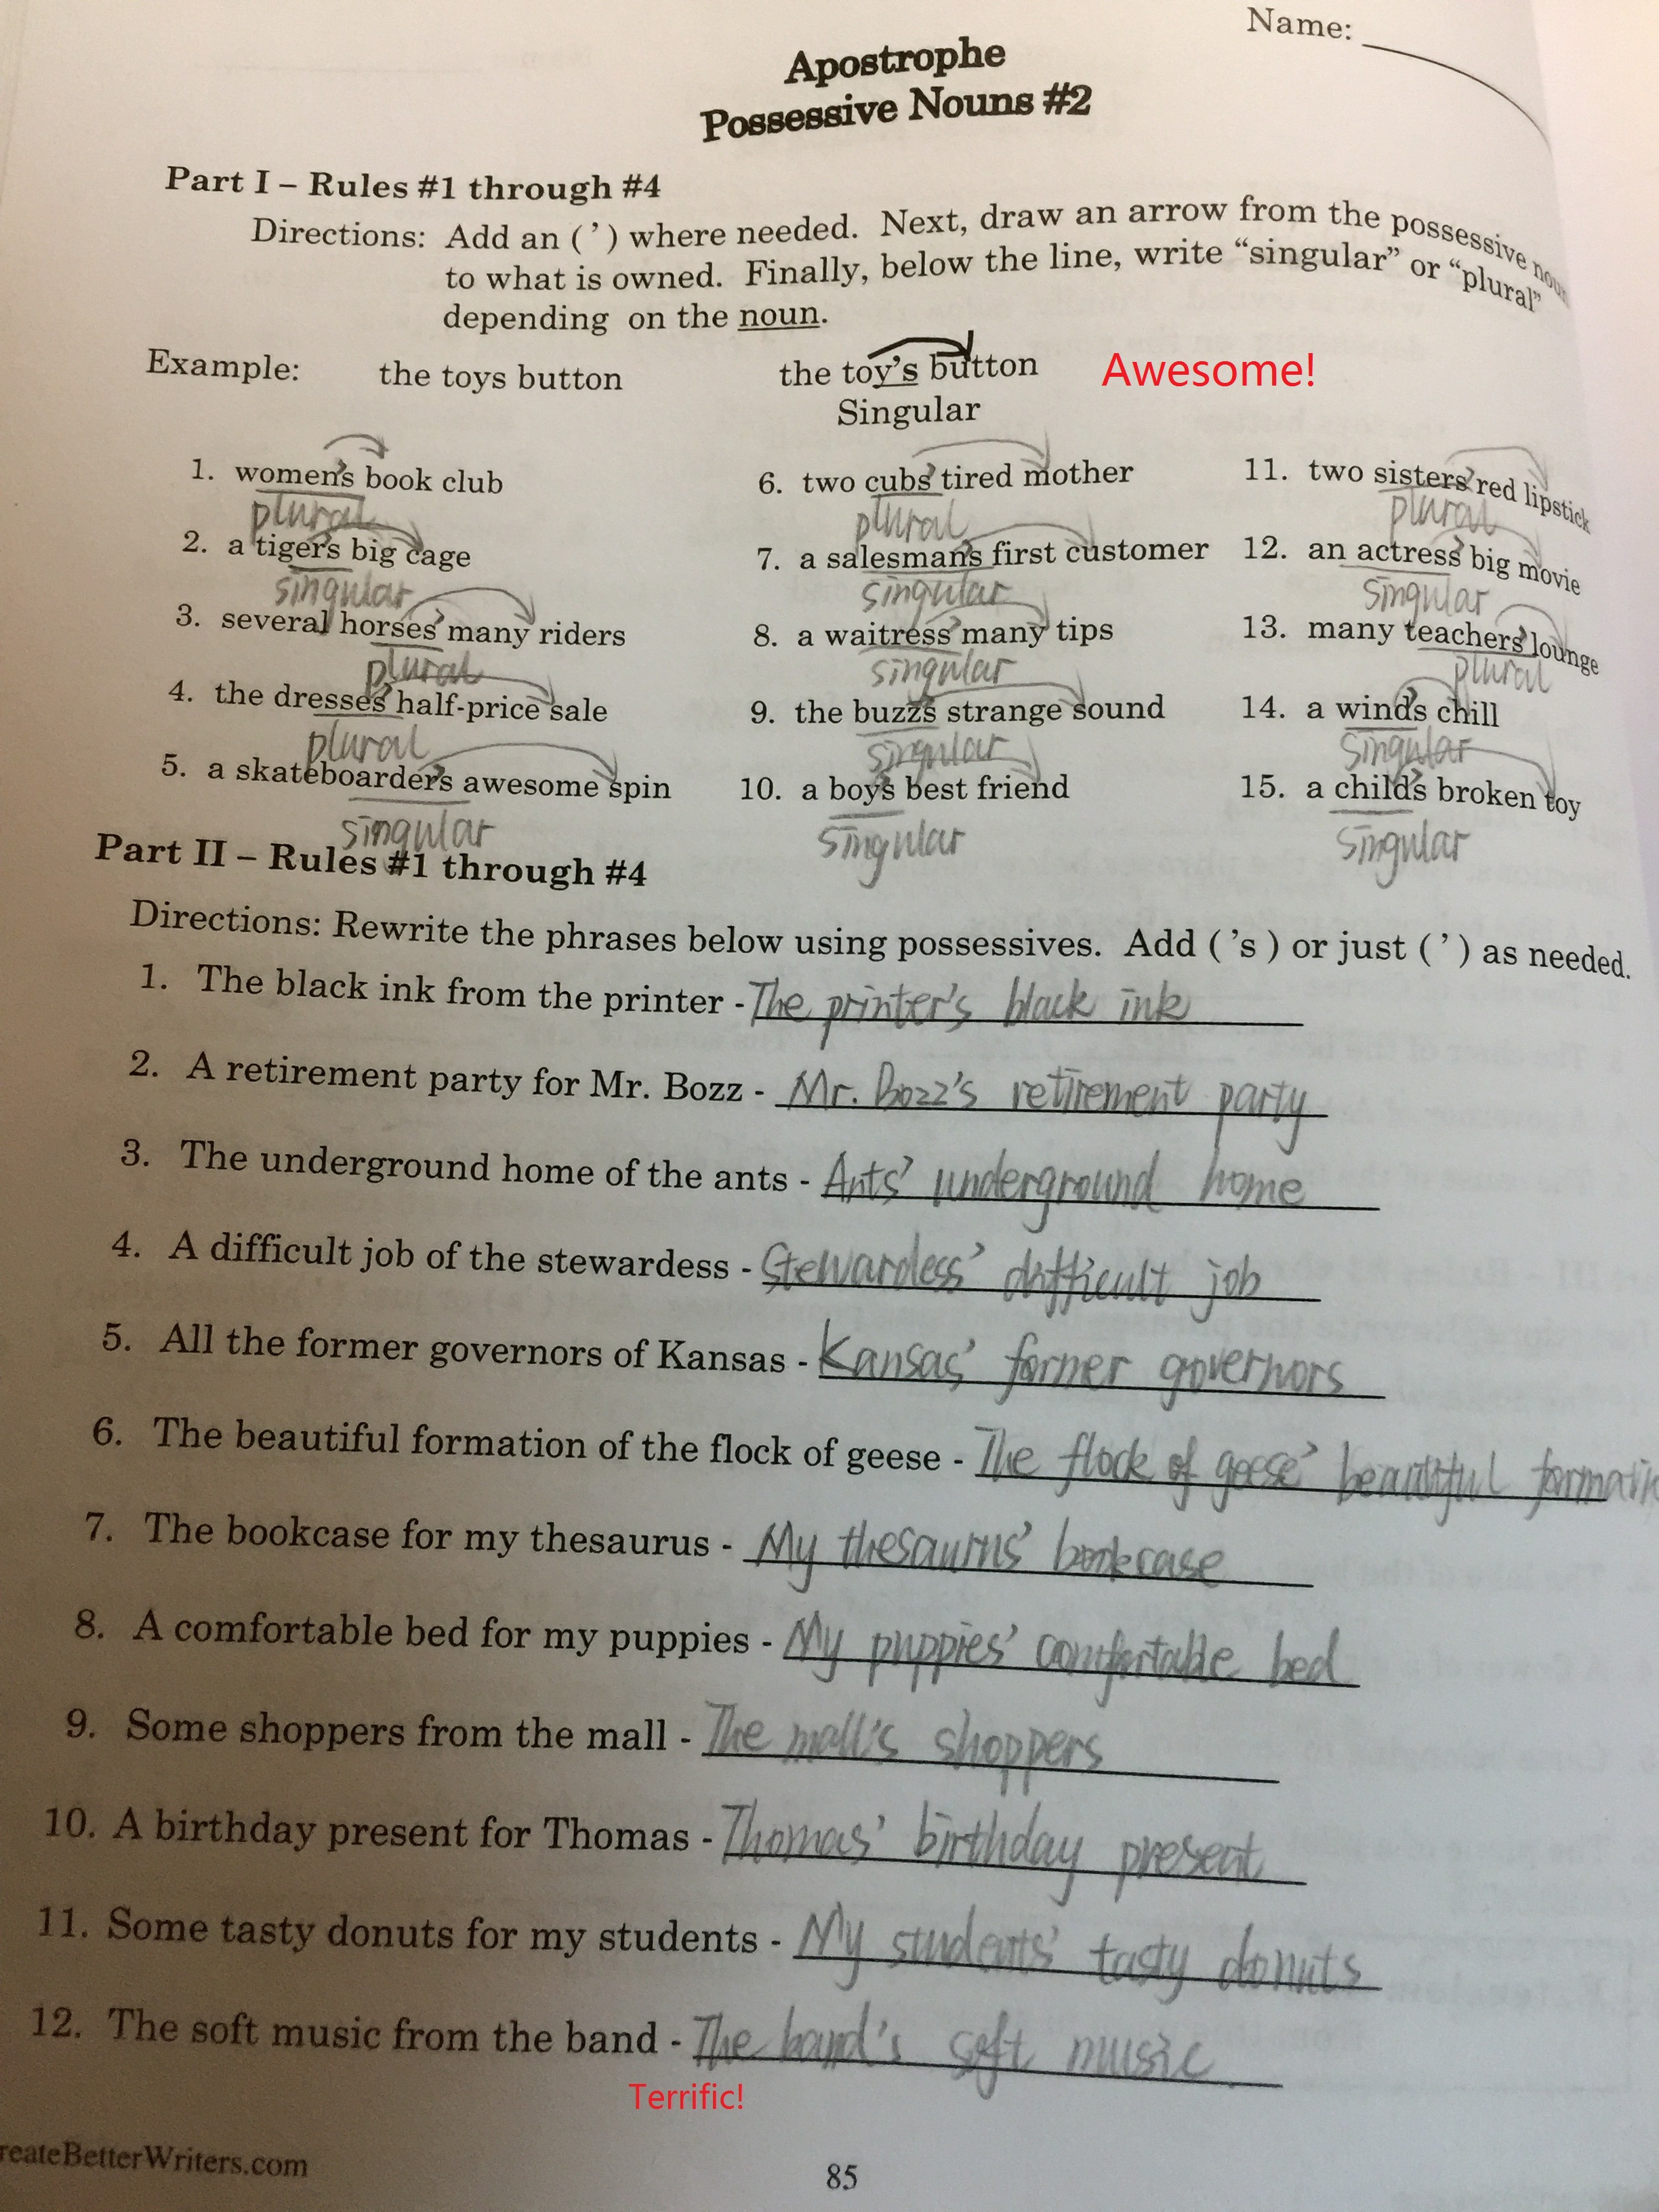 Name:
Apostrophe
Possessive Nouns #2
Part I – Rules #1 through #4
Directions: Add an ( ’ ) where needed. Next, draw an arrow from the possessive noun
to what is owned. Finally, below the line, write “singular” or “plural”
depending on the noun.
Example: the toys button the toy’s button Awesome!
Singular
1. women's book club 6. two cubs' tired mother 11. two sisters' red lipstick
plural plural plural
2. a tiger's big cage 7. a salesman's first customer 12. an actress' big movie
singular singular singular
3. several horses' many riders 8. a waitress' many tips 13. many teachers' lounge
plural singular plural
4. the dresses' half-price sale 9. the buzz's strange sound 14. a wind's chill
plural singular singular
5. a skateboarder's awesome spin 10. a boy's best friend 15. a child's broken toy
singular singular singular
Part II – Rules #1 through #4
Directions: Rewrite the phrases below using possessives. Add ( ’s ) or just ( ’ ) as needed.
1. The black ink from the printer - The printer's black ink
2. A retirement party for Mr. Bozz - Mr. Bozz's retirement party
3. The underground home of the ants - Ants' underground home
4. A difficult job of the stewardess - Stewardess' difficult job
5. All the former governors of Kansas - Kansas' former governors
6. The beautiful formation of the flock of geese - The flock of geese' beautiful
7. The bookcase for my thesaurus - My thesaurus' bookcase
8. A comfortable bed for my puppies - My puppies' comfortable bed
9. Some shoppers from the mall - The mall's shoppers
10. A birthday present for Thomas - Thomas' birthday present
11. Some tasty donuts for my students - My students' tasty donuts
12. The soft music from the band - The band's soft music
Terrific!
reateBetterWriters.com
85